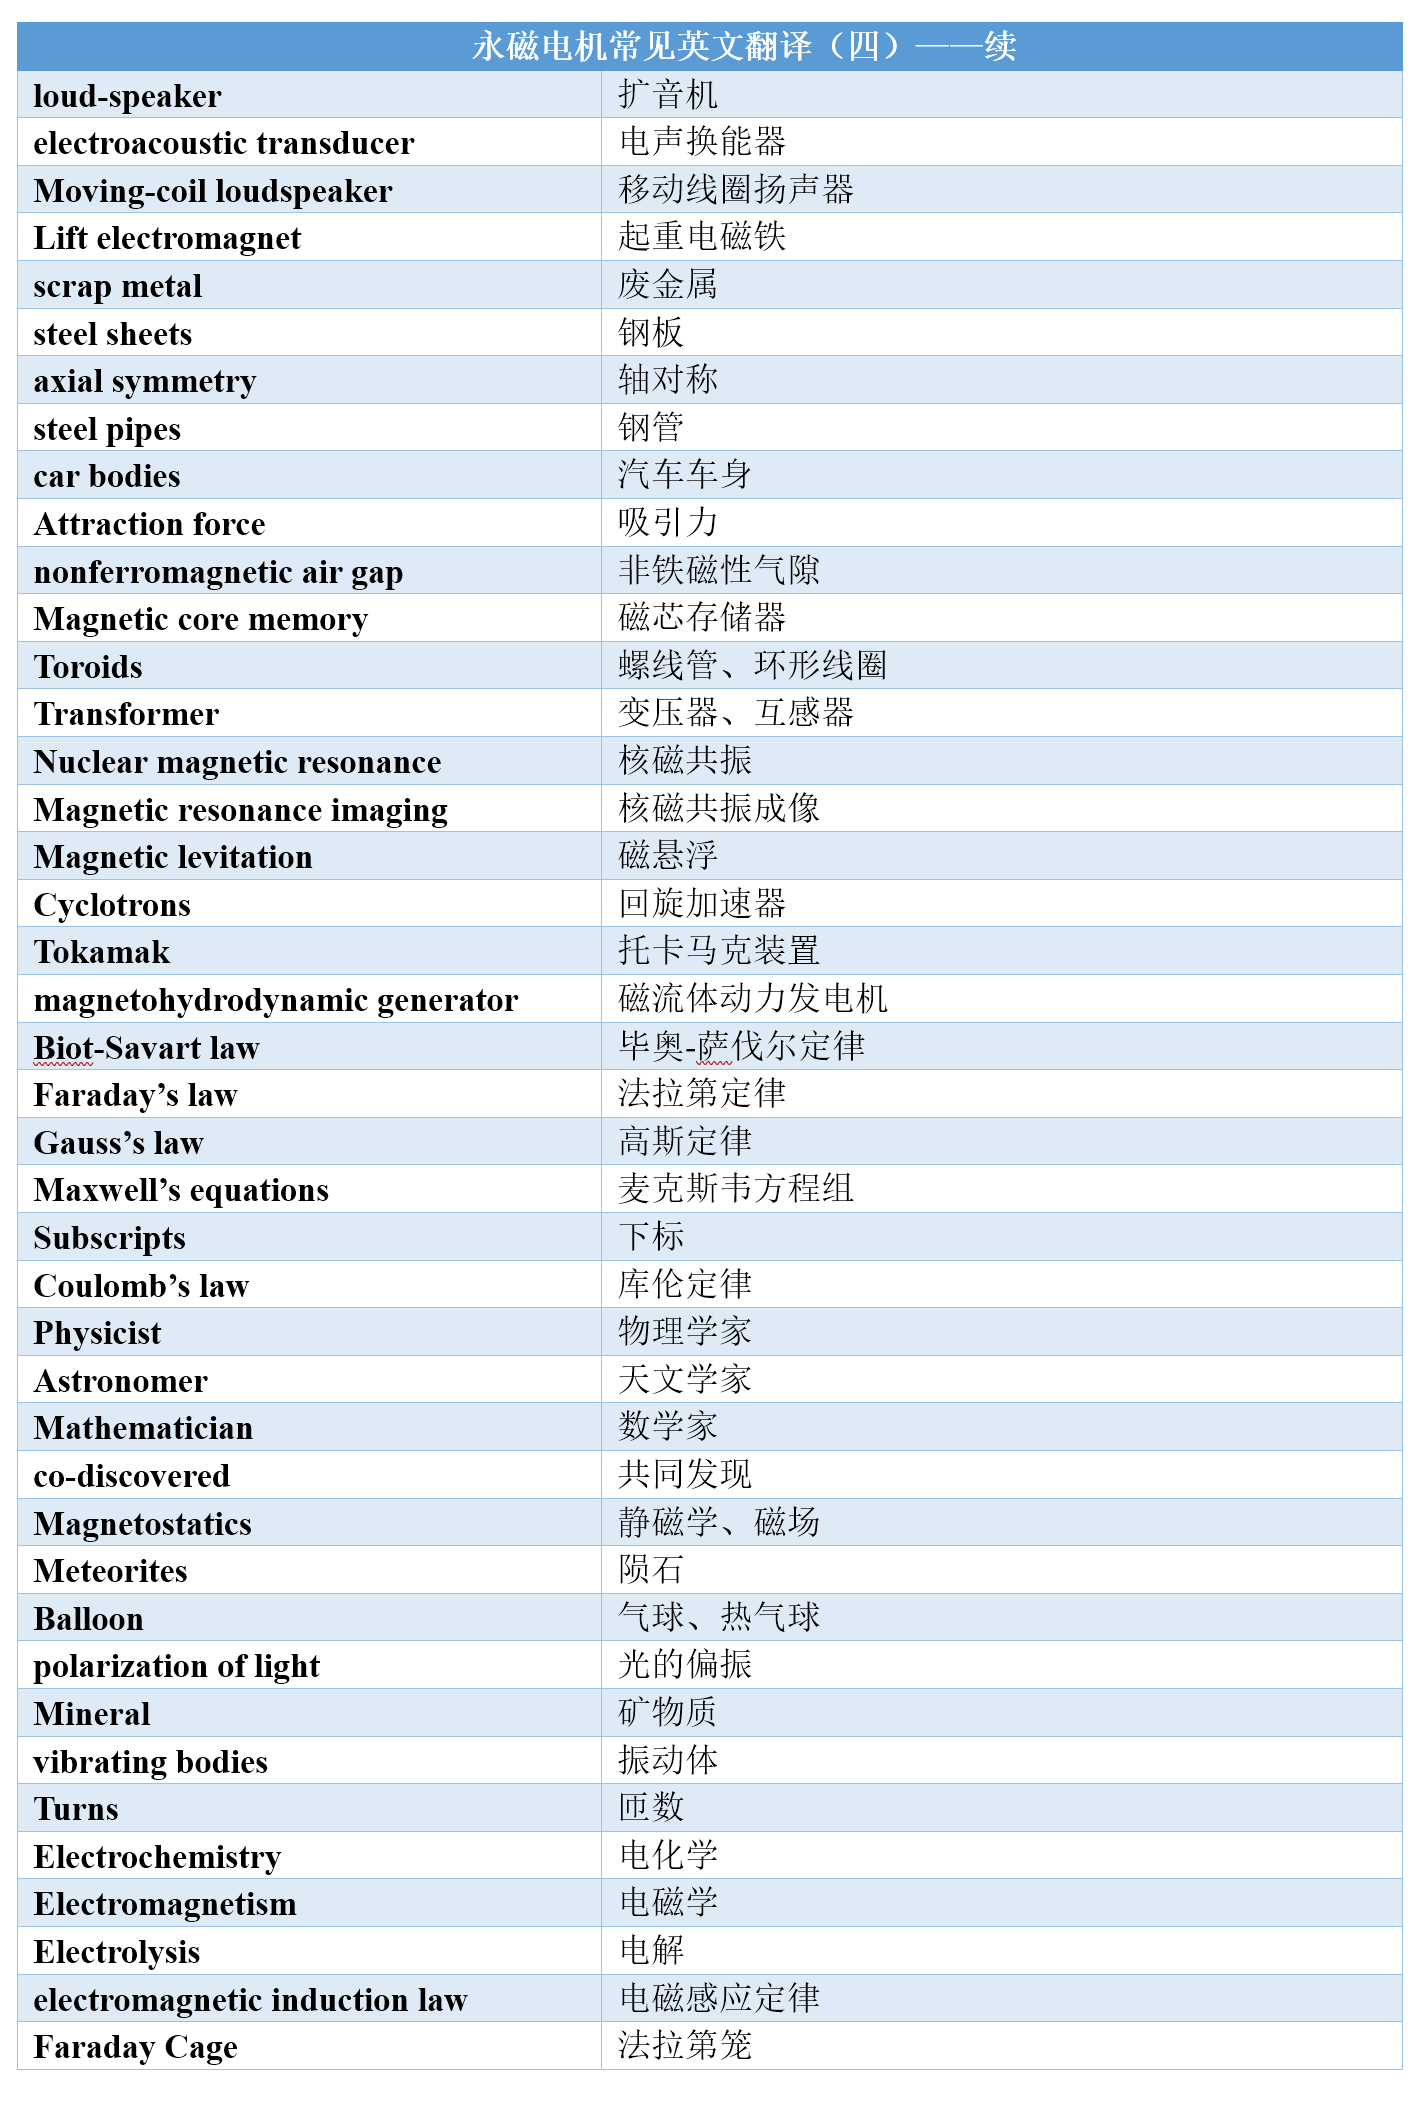 永磁电机常见英文翻译（四）——续
loud-speaker 扩音机
electroacoustic transducer 电声换能器
Moving-coil loudspeaker 移动线圈扬声器
Lift electromagnet 起重电磁铁
scrap metal 废金属
steel sheets 钢板
axial symmetry 轴对称
steel pipes 钢管
car bodies 汽车车身
Attraction force 吸引力
nonferromagnetic air gap 非铁磁性气隙
Magnetic core memory 磁芯存储器
Toroids 螺线管、环形线圈
Transformer 变压器、互感器
Nuclear magnetic resonance 核磁共振
Magnetic resonance imaging 核磁共振成像
Magnetic levitation 磁悬浮
Cyclotrons 回旋加速器
Tokamak 托卡马克装置
magnetohydrodynamic generator 磁流体动力发电机
Biot-Savart law 毕奥-萨伐尔定律
Faraday’s law 法拉第定律
Gauss’s law 高斯定律
Maxwell’s equations 麦克斯韦方程组
Subscripts 下标
Coulomb’s law 库伦定律
Physicist 物理学家
Astronomer 天文学家
Mathematician 数学家
co-discovered 共同发现
Magnetostatics 静磁学、磁场
Meteorites 陨石
Balloon 气球、热气球
polarization of light 光的偏振
Mineral 矿物质
vibrating bodies 振动体
Turns 匝数
Electrochemistry 电化学
Electromagnetism 电磁学
Electrolysis 电解
electromagnetic induction law 电磁感应定律
Faraday Cage 法拉第笼